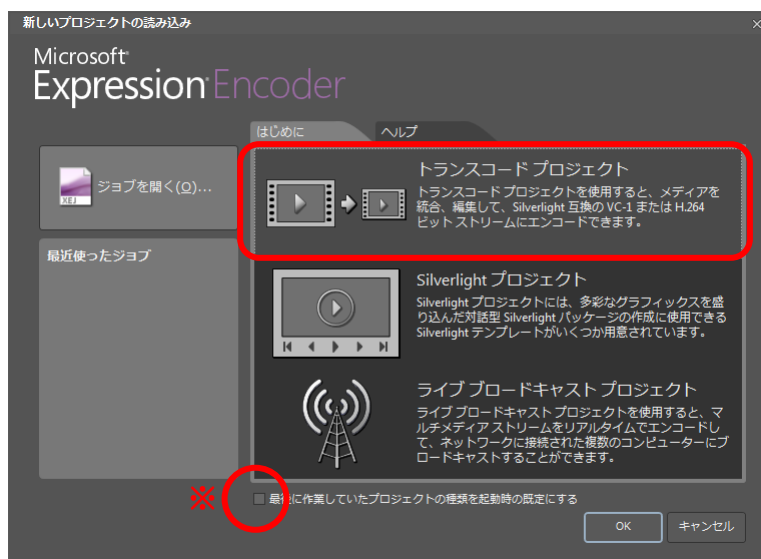 新しいプロジェクトの読み込み
Microsoft
Expression Encoder
はじめに
ヘルプ
ジョブを開く(O)...
XEJ
最近使ったジョブ
トランスコード プロジェクト
トランスコード プロジェクトを使用すると、メディアを
統合、編集して、Silverlight 互換の VC-1 または H.264
ビット ストリームにエンコードできます。
Silverlight プロジェクト
Silverlight プロジェクトには、多彩なグラフィックスを盛
り込んだ対話型 Silverlight パッケージの作成に使用できる
Silverlight テンプレートがいくつか用意されています。
ライブ ブロードキャスト プロジェクト
ライブ ブロードキャスト プロジェクトを使用すると、マ
ルチメディア ストリームをリアルタイムでエンコードし
て、ネットワークに接続された複数のコンピューターにブ
ロードキャストすることができます。
※
最後に作業していたプロジェクトの種類を起動時の既定にする
OK
キャンセル